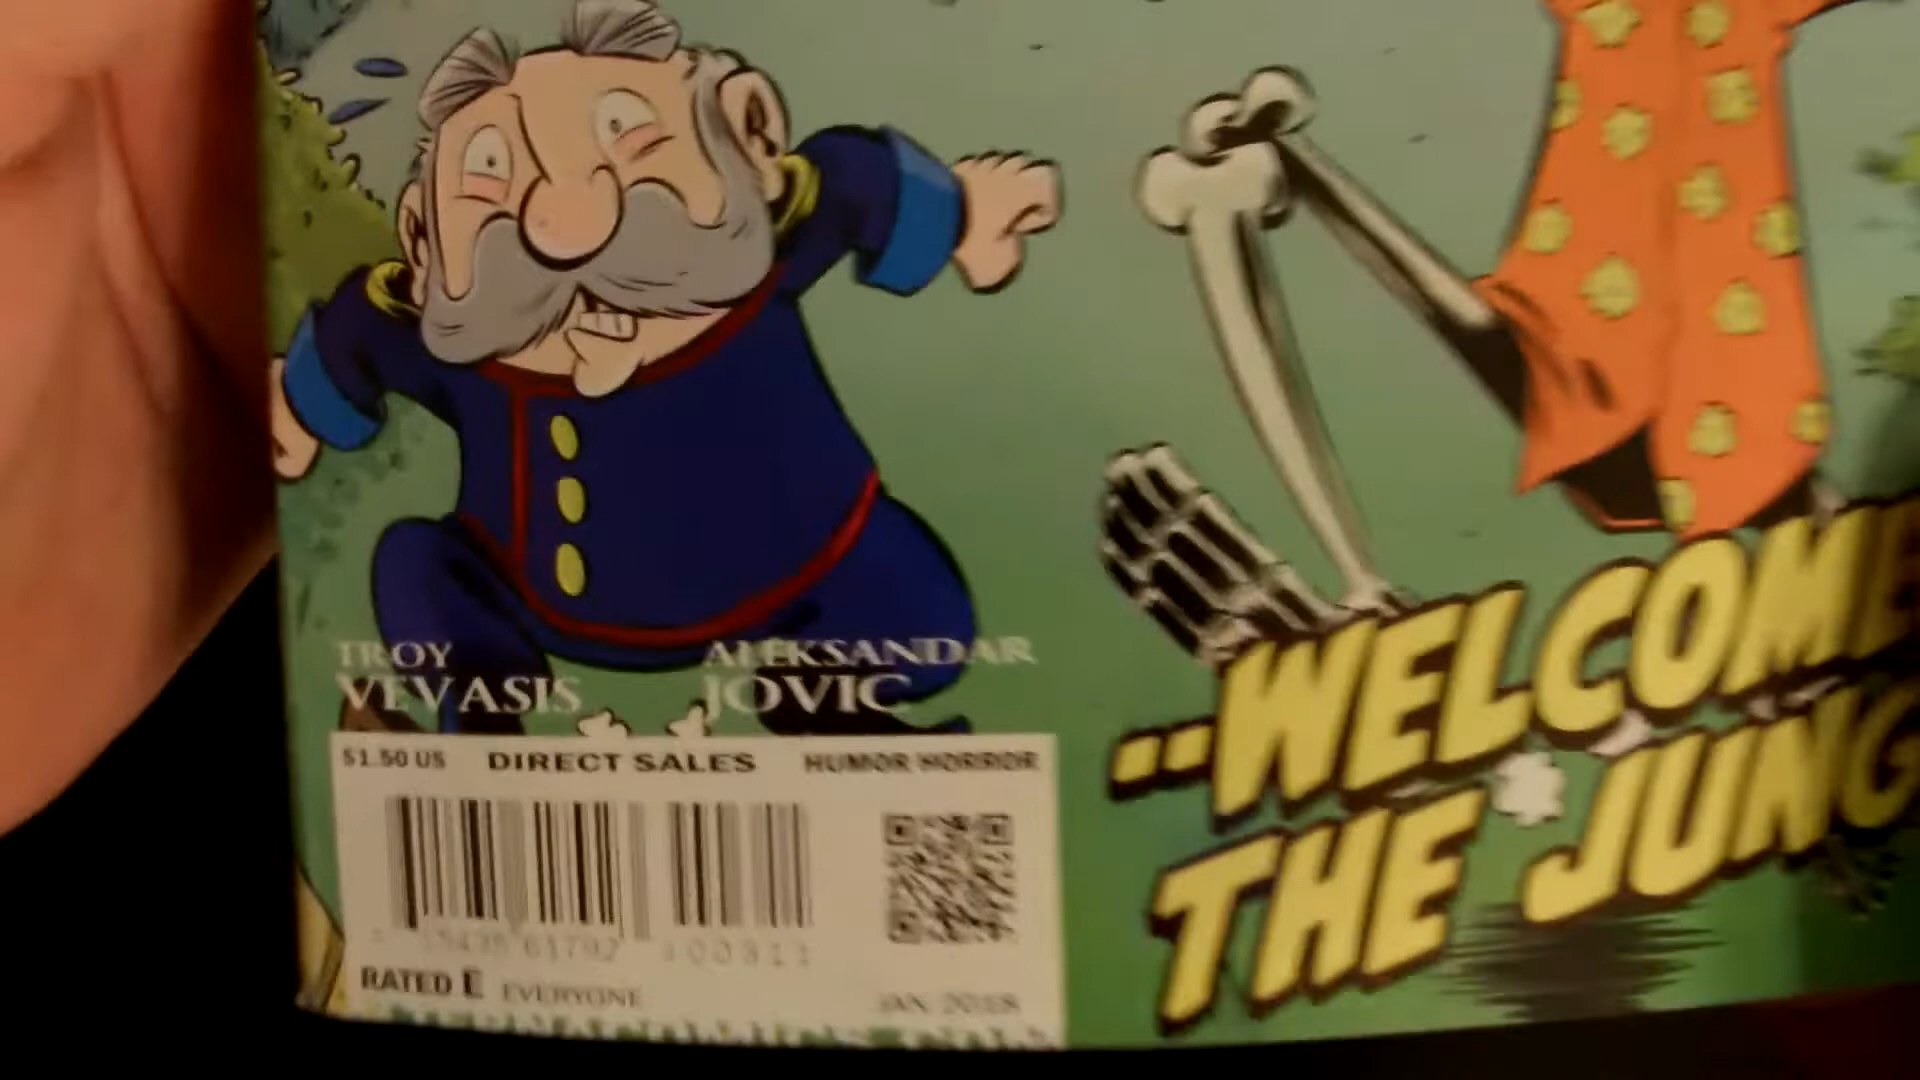 TROY
VEVASIS
ALEKSANDAR
JOVIC
$1.50 US DIRECT SALES HUMOR HORROR
RATED E EVERYONE
JAN 2018
..WELCOME
THE JUNG